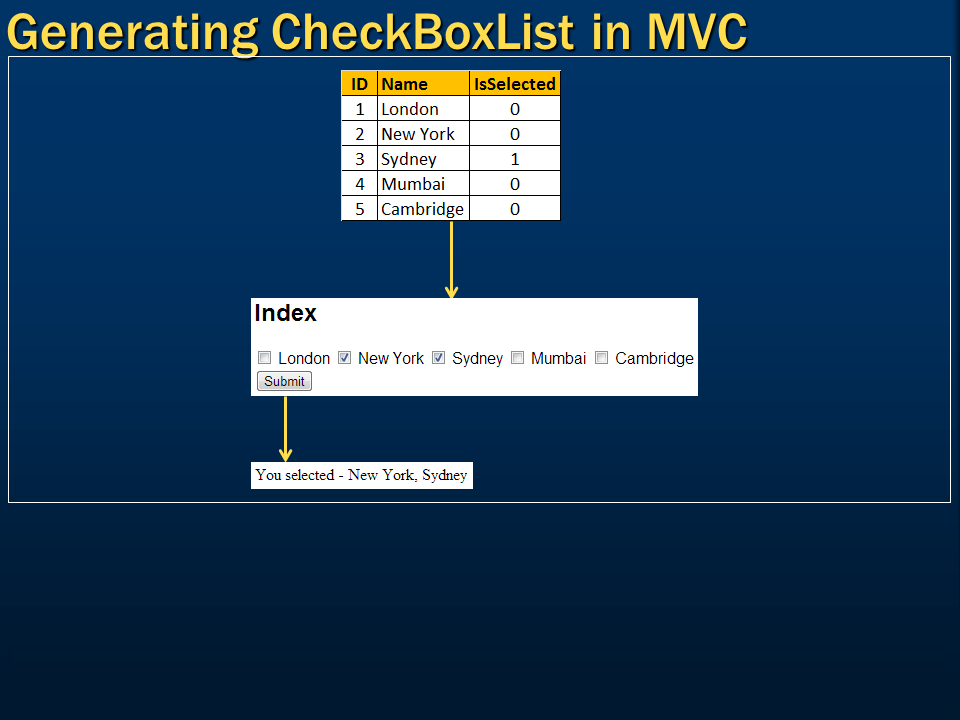 Generating CheckBoxList in MVC
ID Name IsSelected
1 London 0
2 New York 0
3 Sydney 1
4 Mumbai 0
5 Cambridge 0
Index
London New York Sydney Mumbai Cambridge
Submit
You selected - New York, Sydney